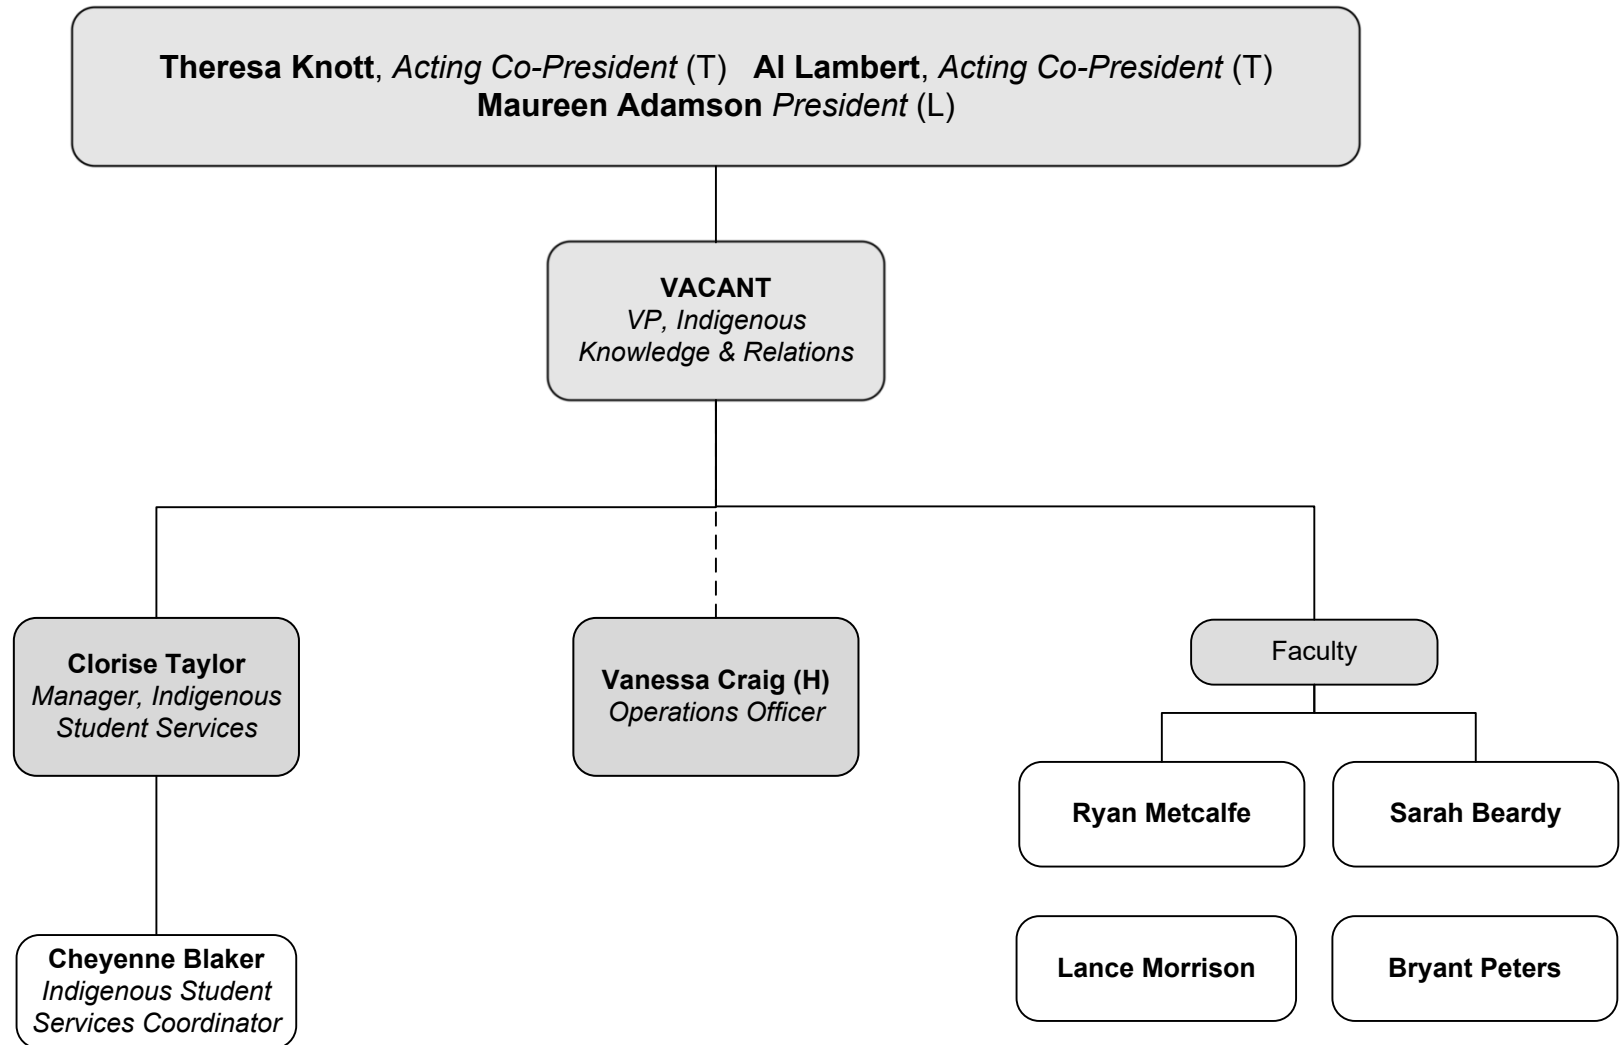 Theresa Knott, Acting Co-President (T) Al Lambert, Acting Co-President (T)
Maureen Adamson President (L)
VACANT
VP, Indigenous
Knowledge & Relations
Clorise Taylor
Manager, Indigenous
Student Services
Vanessa Craig (H)
Operations Officer
Faculty
Ryan Metcalfe
Sarah Beardy
Cheyenne Blaker
Indigenous Student
Services Coordinator
Lance Morrison
Bryant Peters